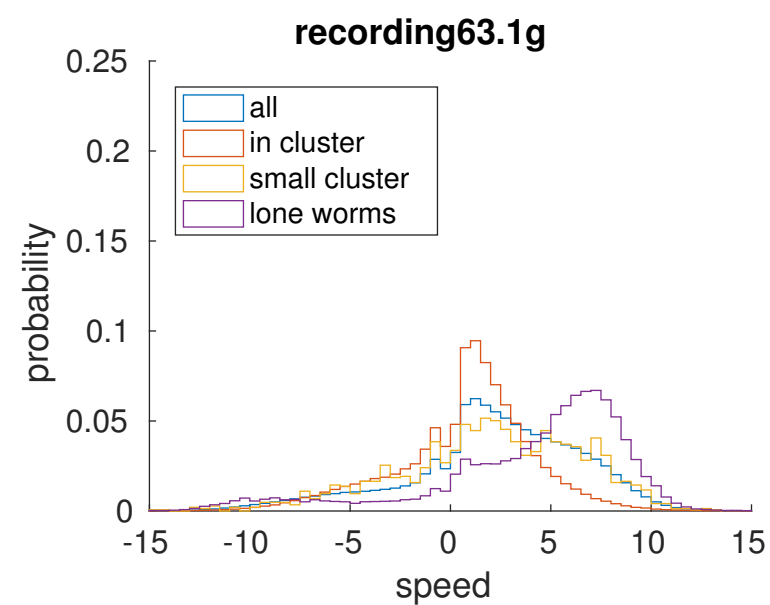 recording63.1g
0.25
0.2
0.15
0.1
0.05
0
probability
all
in cluster
small cluster
lone worms
-15 -10 -5 0 5 10 15
speed